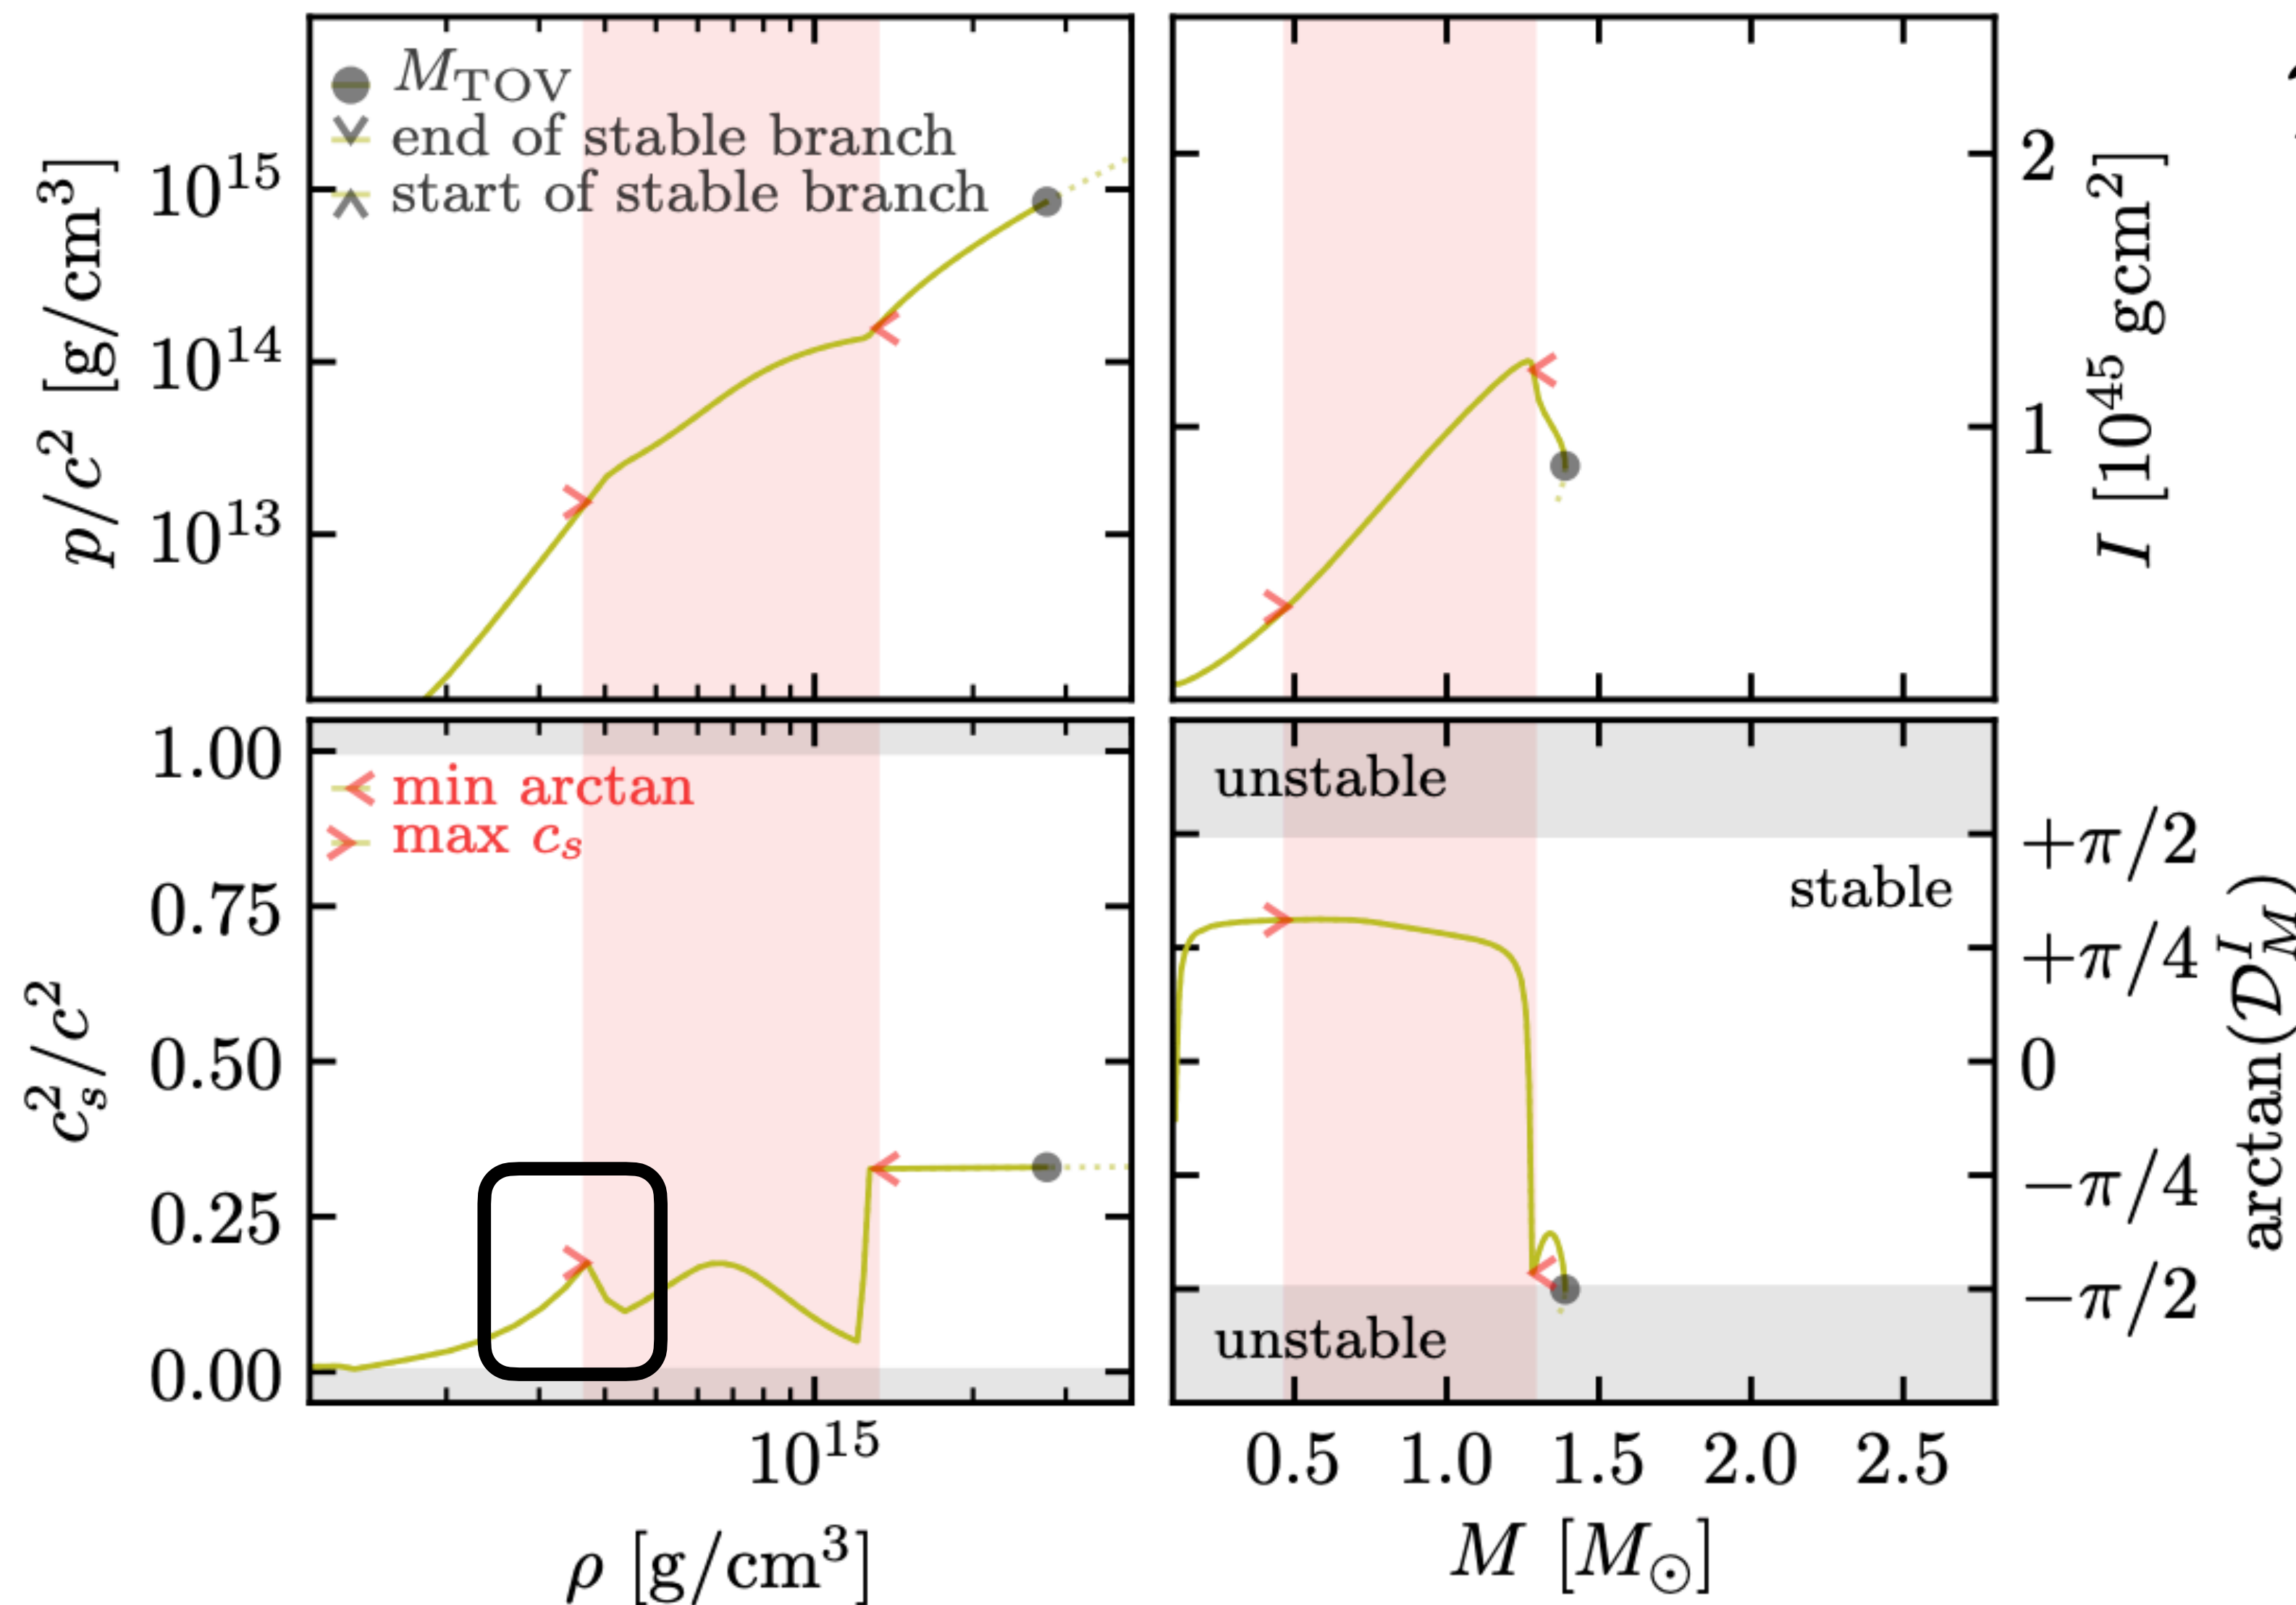 M_TOV
end of stable branch
start of stable branch
10^15
10^14
10^13
p/c^2 [g/cm^3]
2
1
I [10^45 gcm^2]
min arctan
max c_s
1.00
0.75
0.50
0.25
0.00
c_s^2/c^2
10^15
ρ [g/cm^3]
unstable
stable
unstable
+π/2
+π/4
0
−π/4
−π/2
arctan(𝒟_M^I)
0.5 1.0 1.5 2.0 2.5
M [M_⊙]